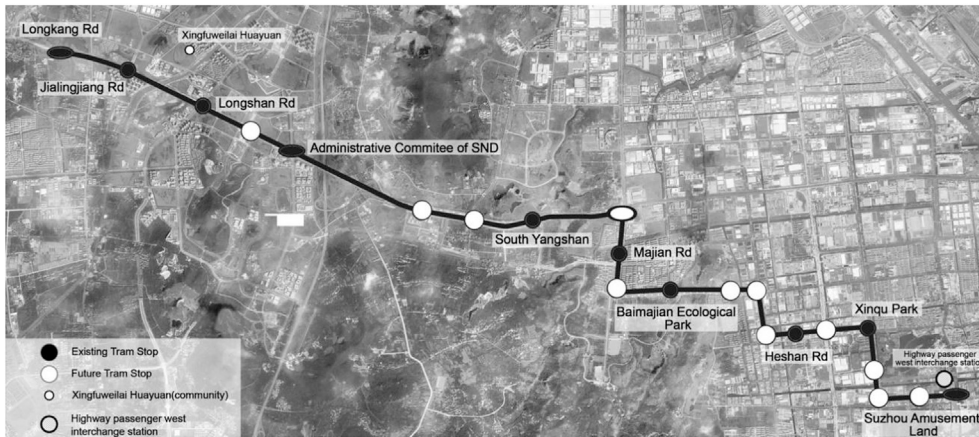 Longkang Rd
Xingfuweilai Huayuan
Jialingjiang Rd
Longshan Rd
Administrative Commitee of SND
South Yangshan
Majian Rd
Baimajian Ecological
Park
Xinqu Park
Heshan Rd
Highway passenger
west interchange station
Suzhou Amusement
Land
Existing Tram Stop
Future Tram Stop
Xingfuweilai Huayuan(community)
Highway passenger west
interchange station